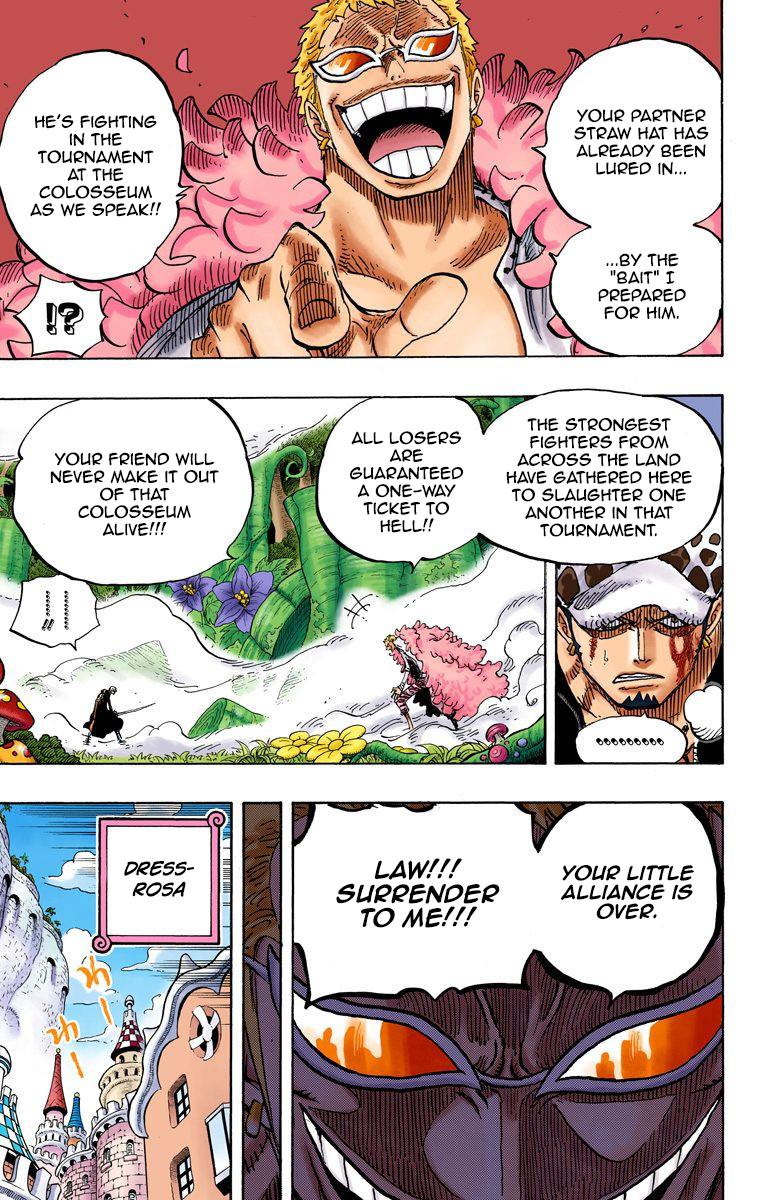 YOUR PARTNER
STRAW HAT HAS
ALREADY BEEN
LURED IN...
...BY THE
"BAIT" I
PREPARED
FOR HIM.
HE'S FIGHTING
IN THE
TOURNAMENT
AT THE
COLOSSEUM
AS WE SPEAK!!
!?
THE STRONGEST
FIGHTERS FROM
ACROSS THE LAND
HAVE GATHERED HERE
TO SLAUGHTER ONE
ANOTHER IN THAT
TOURNAMENT.
..........
ALL LOSERS
ARE
GUARANTEED
A ONE-WAY
TICKET TO
HELL!!
YOUR FRIEND WILL
NEVER MAKE IT OUT
OF THAT
COLOSSEUM
ALIVE!!!
YOUR LITTLE
ALLIANCE IS
OVER.
LAW!!!
SURRENDER
TO ME!!!
DRESS-
ROSA